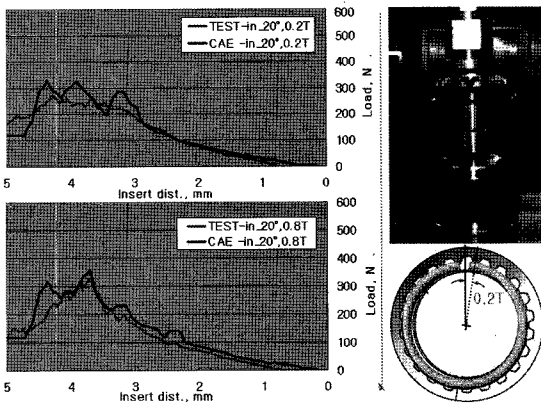 TEST-in_20°,0.2T
CAE -in_20°,0.2T
600
500
400
300
200
100
0
Load, N
5 4 3 2 1 0
Insert dist., mm
TEST-in_20°,0.8T
CAE -in_20°,0.8T
600
500
400
300
200
100
0
Load, N
5 4 3 2 1 0
Insert dist., mm
0.2T